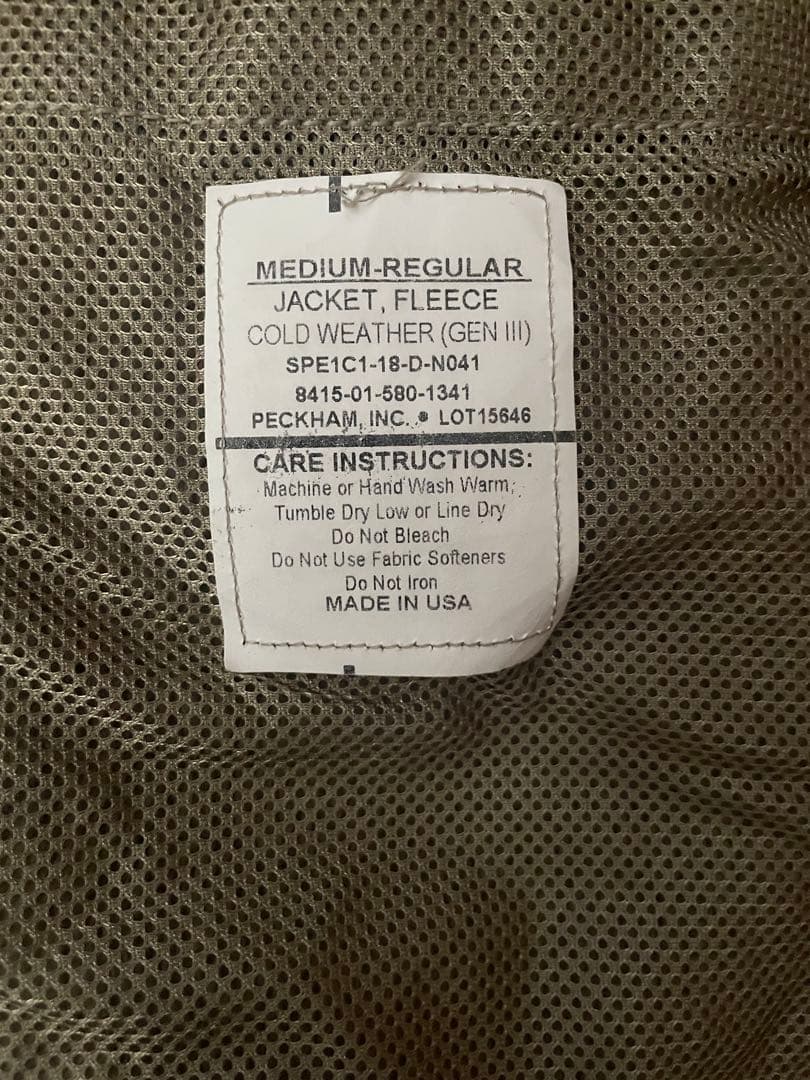 MEDIUM-REGULAR
JACKET, FLEECE
COLD WEATHER (GEN III)
SPE1C1-18-D-N041
8415-01-580-1341
PECKHAM, INC. • LOT15646
CARE INSTRUCTIONS:
Machine or Hand Wash Warm,
Tumble Dry Low or Line Dry
Do Not Bleach
Do Not Use Fabric Softeners
Do Not Iron
MADE IN USA